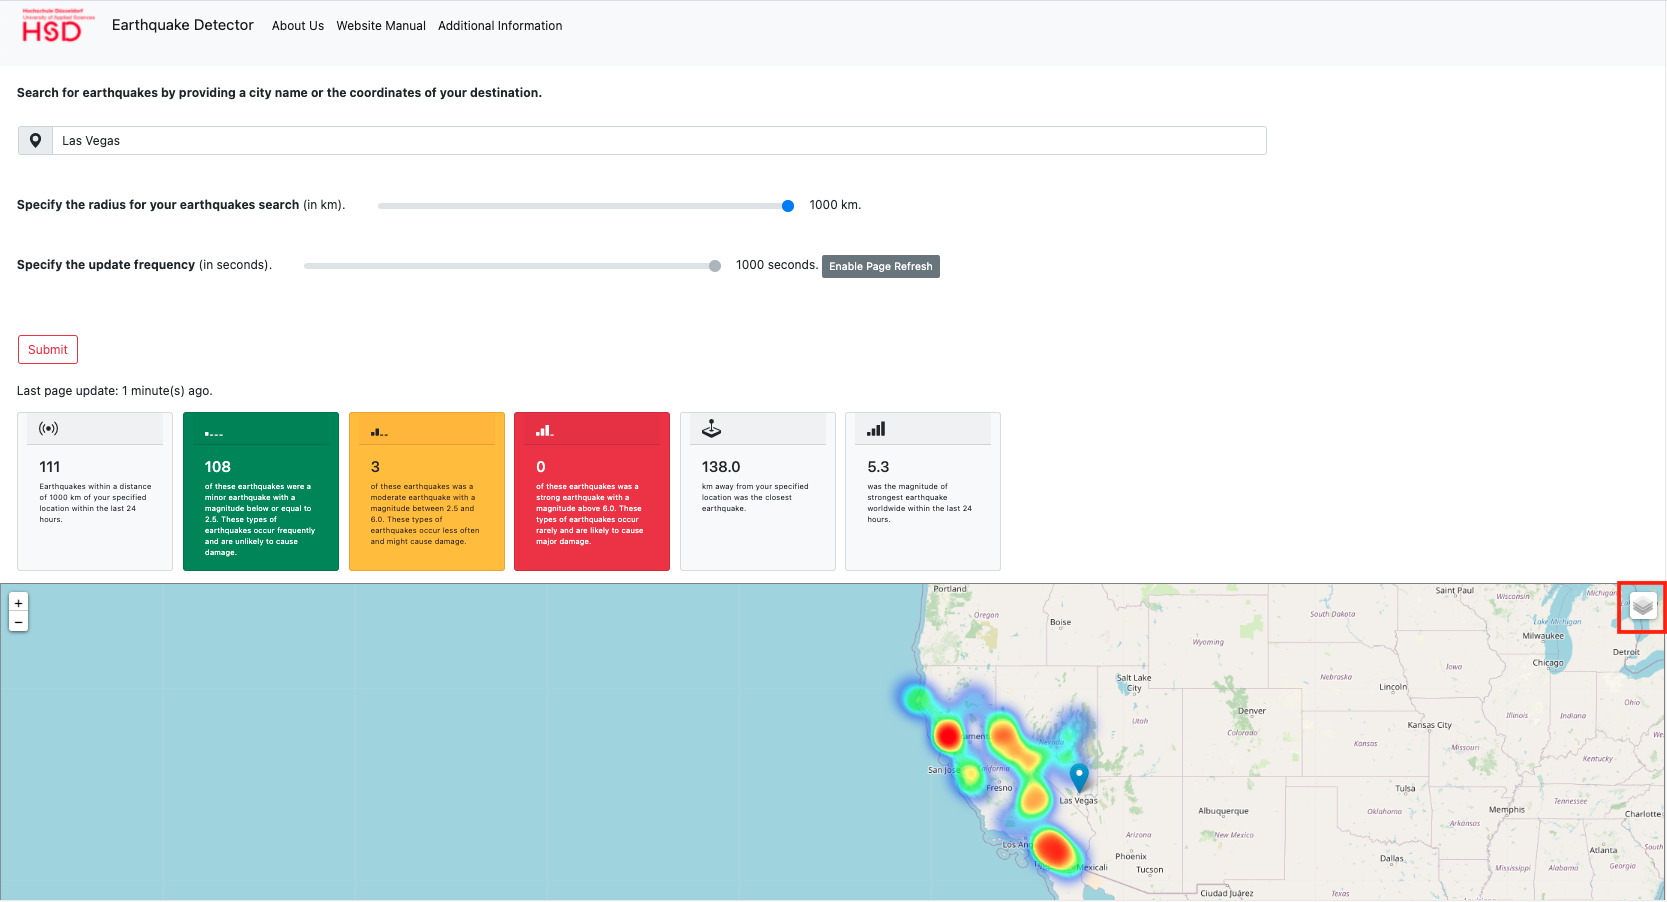 Hochschule Düsseldorf
University of Applied Sciences
HSD
Earthquake Detector
About Us
Website Manual
Additional Information
Search for earthquakes by providing a city name or the coordinates of your destination.
Las Vegas
Specify the radius for your earthquakes search (in km).
1000 km.
Specify the update frequency (in seconds).
1000 seconds.
Enable Page Refresh
Submit
Last page update: 1 minute(s) ago.
111
Earthquakes within a distance
of 1000 km of your specified
location within the last 24
hours.
108
of these earthquakes were a
minor earthquake with a
magnitude below or equal to
2.5. These types of
earthquakes occur frequently
and are unlikely to cause
damage.
3
of these earthquakes was a
moderate earthquake with a
magnitude between 2.5 and
6.0. These types of
earthquakes occur less often
and might cause damage.
0
of these earthquakes was a
strong earthquake with a
magnitude above 6.0. These
types of earthquakes occur
rarely and are likely to cause
major damage.
138.0
km away from your specified
location was the closest
earthquake.
5.3
was the magnitude of
strongest earthquake
worldwide within the last 24
hours.
+
−
Portland
Oregon
Boise
Wyoming
South Dakota
Saint Paul
Wisconsin
Michigan
Lake Michigan
Milwaukee
Detroit
Chicago
Iowa
Nebraska
Lincoln
Salt Lake
City
Utah
Denver
Colorado
Kansas City
Kansas
Missouri
Illinois
Indiana
Ohio
Kentucky
Nevada
San Jose
California
Fresno
Las Vegas
Albuquerque
New Mexico
Arizona
Phoenix
Tucson
Mexicali
Tulsa
Oklahoma
Arkansas
Memphis
Tennessee
Charlotte
Atlanta
Georgia
Alabama
Mississippi
Dallas
Texas
Ciudad Juárez
South